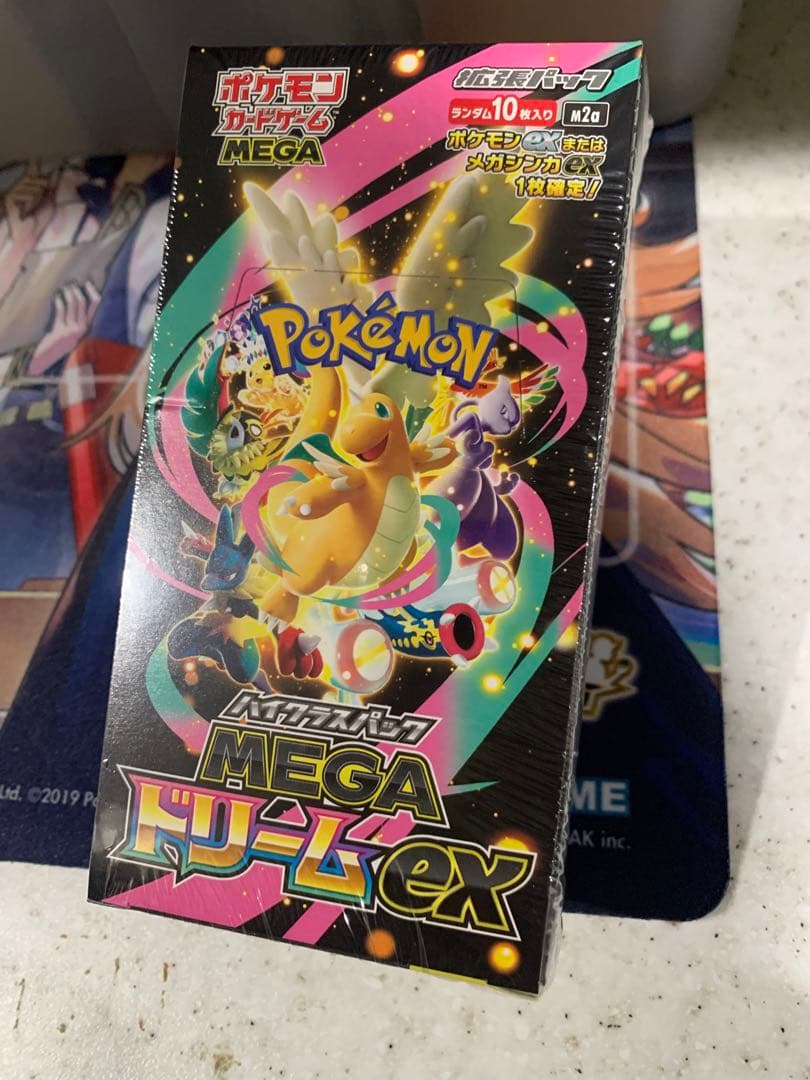 ポケモン
カードゲーム
MEGA
拡張パック
ランダム10枚入り
m2a
ポケモンexまたは
メガシンカex
1枚確定!
POKÉMON
TM
ハイクラスパック
MEGA
ドリームex
Ltd. ©2019 Po
ME
AK inc.